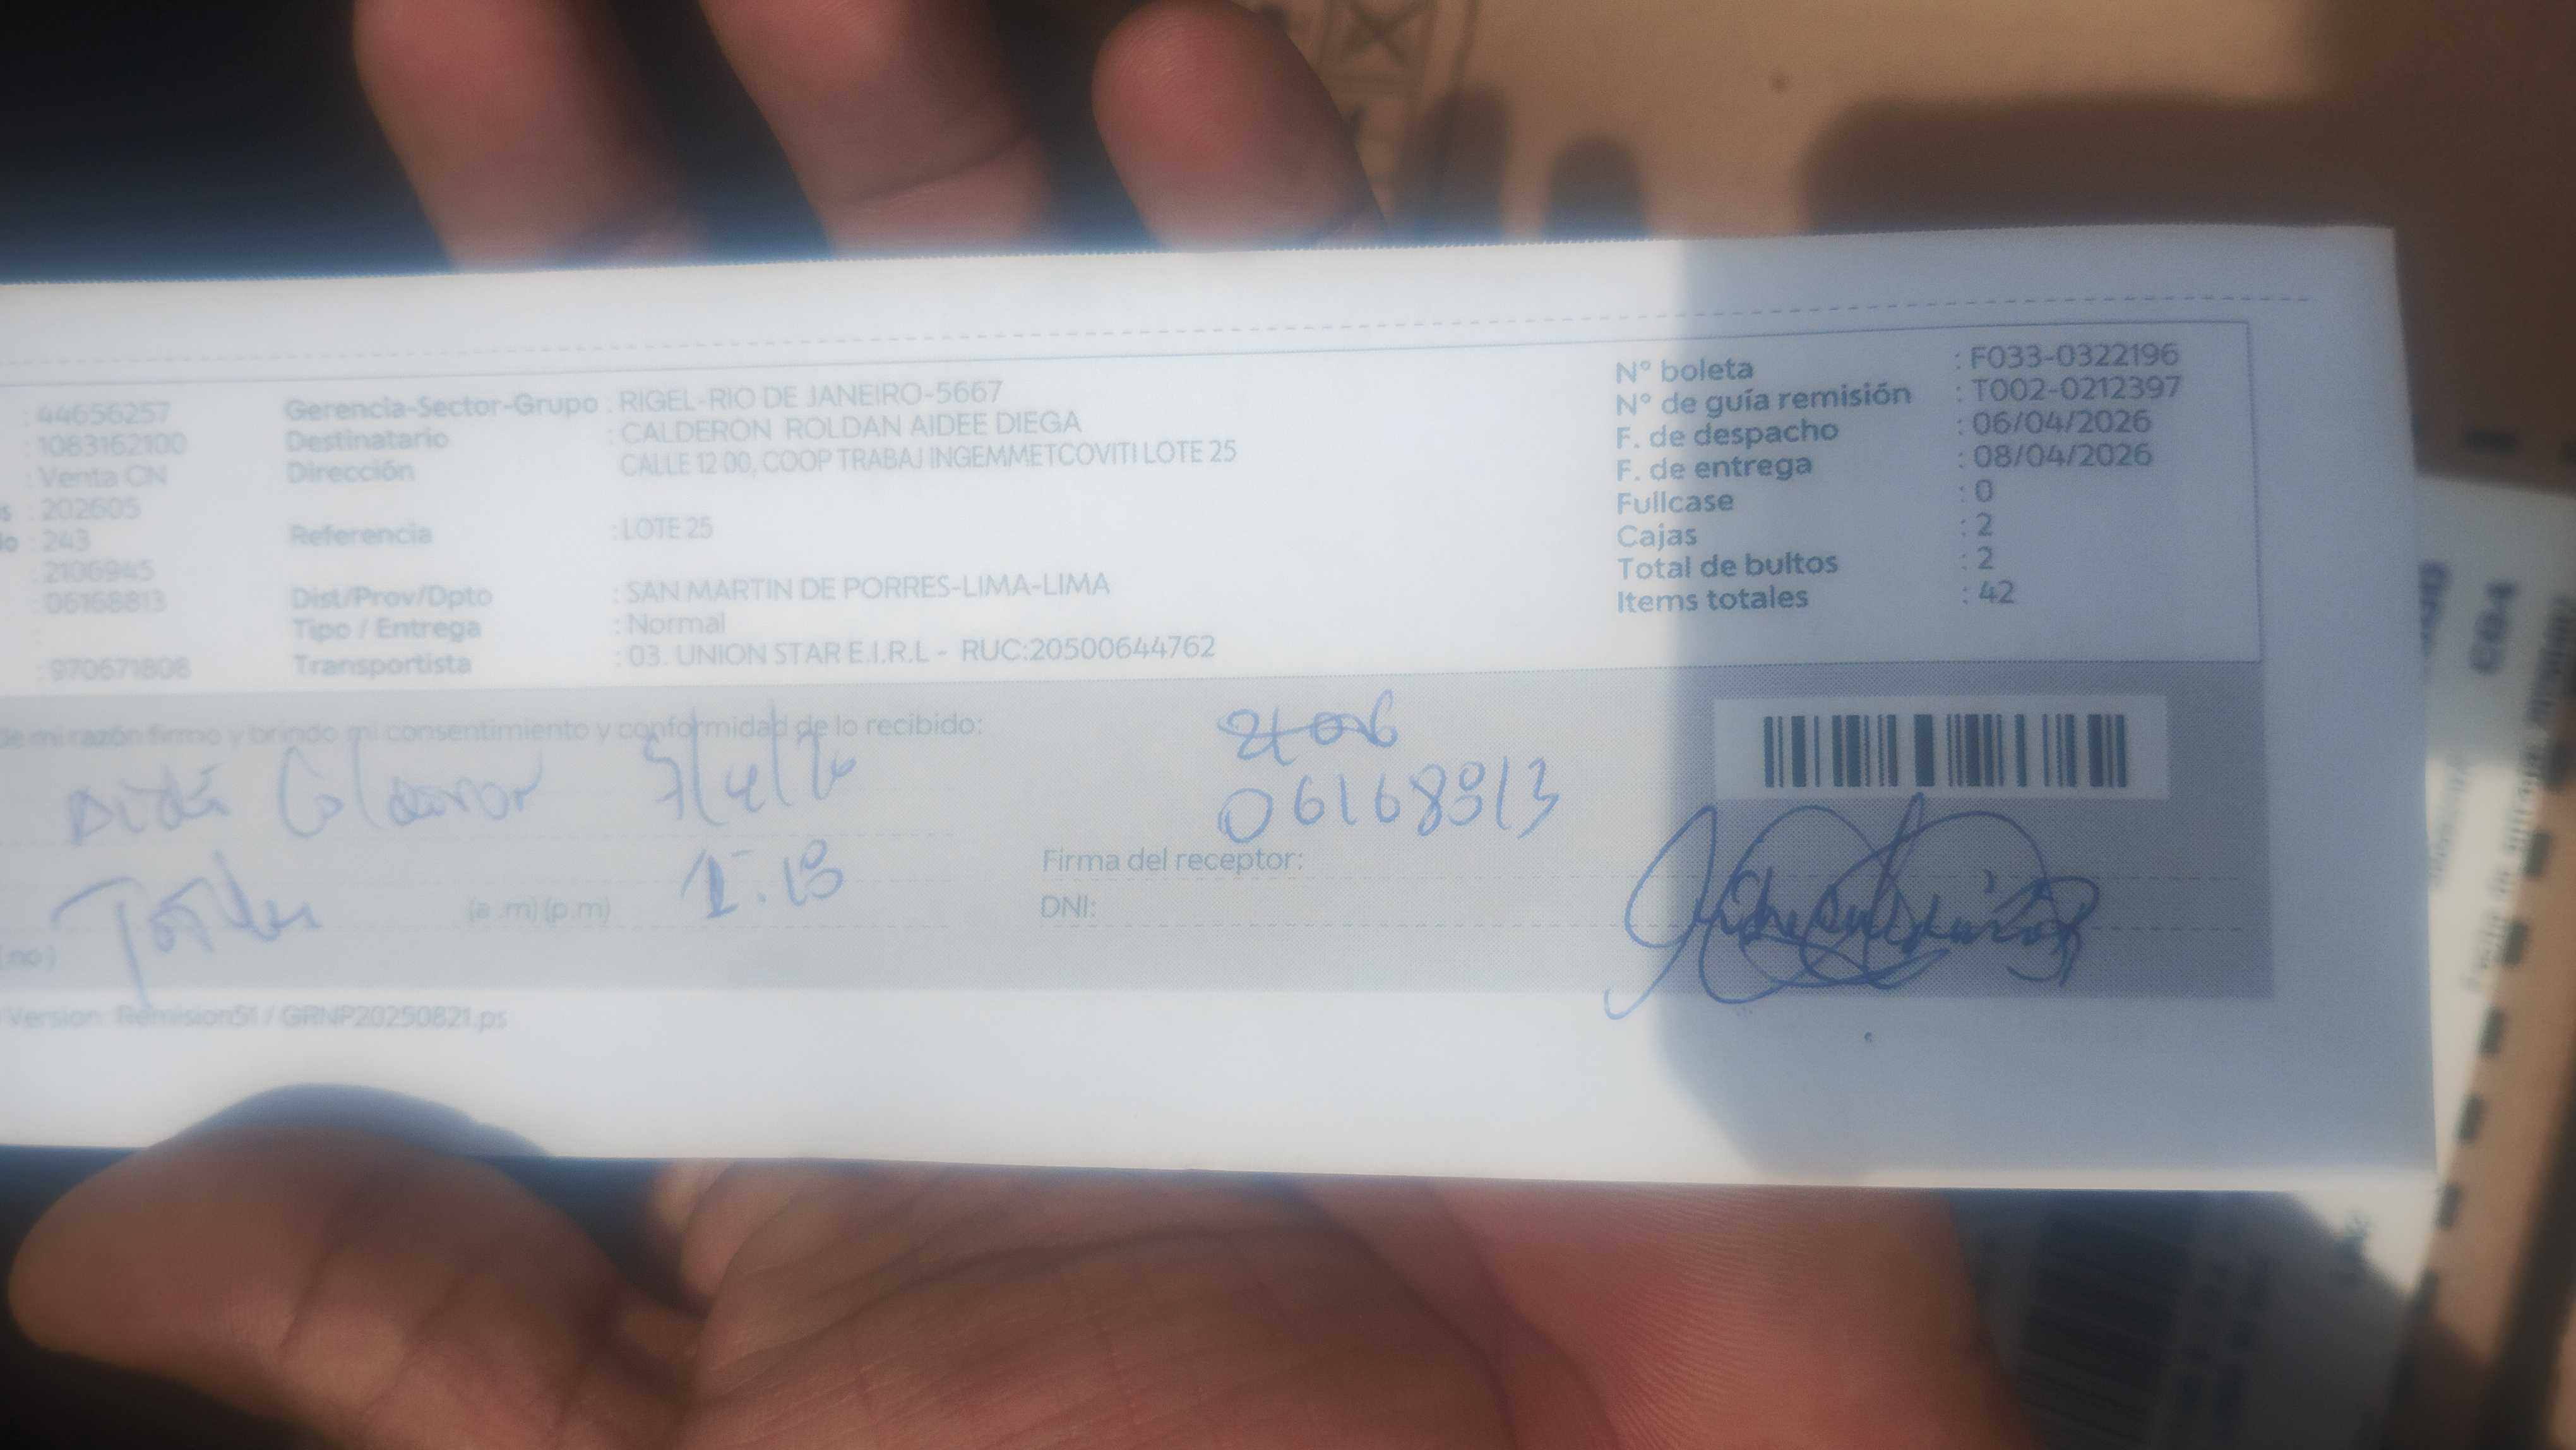 : 44656257
: 1083162100
: Venta CN
s : 202605
do : 243
: 2106945
: 06168813
:
: 970671808
Gerencia-Sector-Grupo : RIGEL-RIO DE JANEIRO-5667
Destinatario : CALDERON ROLDAN AIDEE DIEGA
Dirección : CALLE 12 00, COOP TRABAJ INGEMMETCOVITI LOTE 25
Referencia : LOTE 25
Dist/Prov/Dpto : SAN MARTIN DE PORRES-LIMA-LIMA
Tipo / Entrega : Normal
Transportista : 03. UNION STAR E.I.R.L - RUC:20500644762
N° boleta : F033-0322196
N° de guía remisión : T002-0212397
F. de despacho : 06/04/2026
F. de entrega : 08/04/2026
Fullcase : 0
Cajas : 2
Total de bultos : 2
Items totales : 42
de mi razón firmo y brindo mi consentimiento y conformidad de lo recibido:
06168813
(a .m) (p.m)
Firma del receptor:
DNI:
Version: Remision51 / GRNP20250821.ps